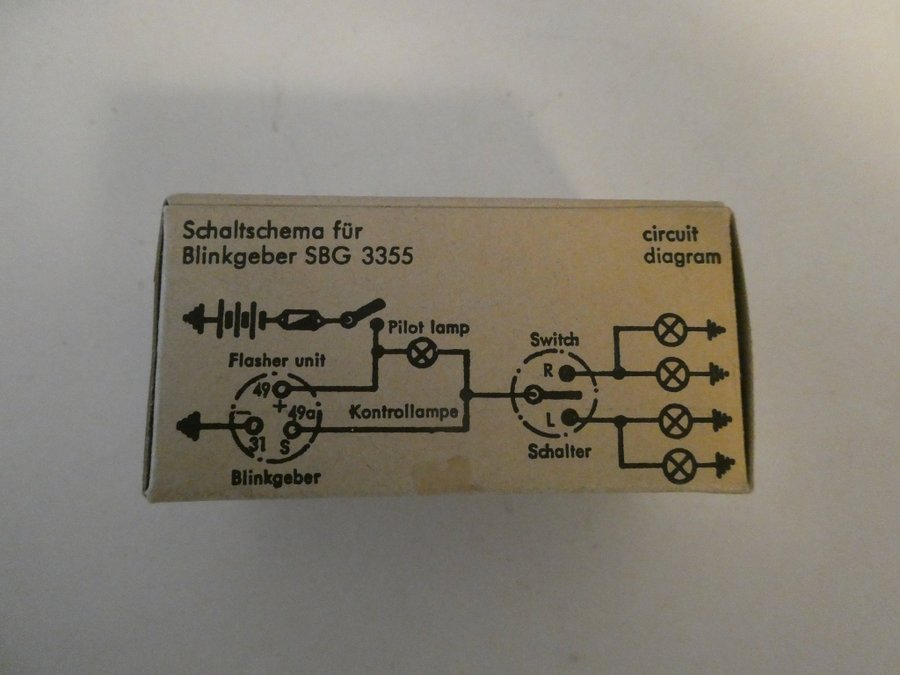 Schaltschema für
Blinkgeber SBG 3355
circuit
diagram
Pilot lamp
Switch
Flasher unit
R
49
+
49a
Kontrollampe
−
L
31
S
Schalter
Blinkgeber